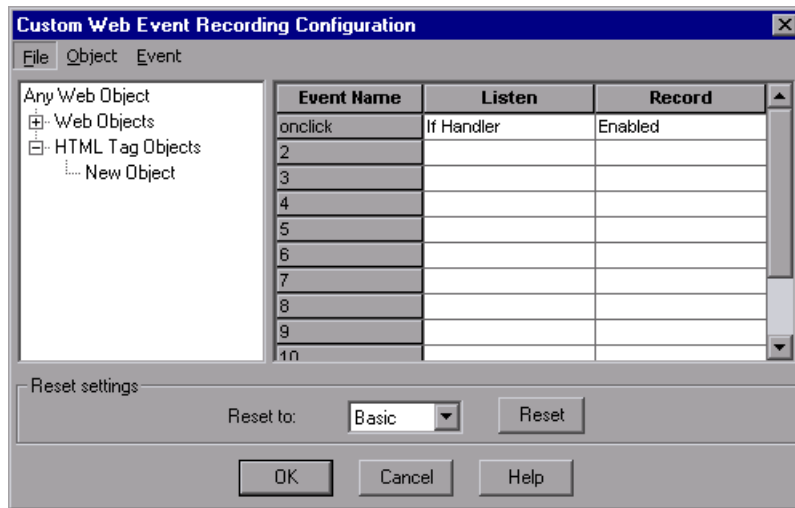 Custom Web Event Recording Configuration
File Object Event
Any Web Object
Web Objects
HTML Tag Objects
New Object
Event Name Listen Record
onclick If Handler Enabled
2
3
4
5
6
7
8
9
10
Reset settings
Reset to: Basic Reset
OK Cancel Help